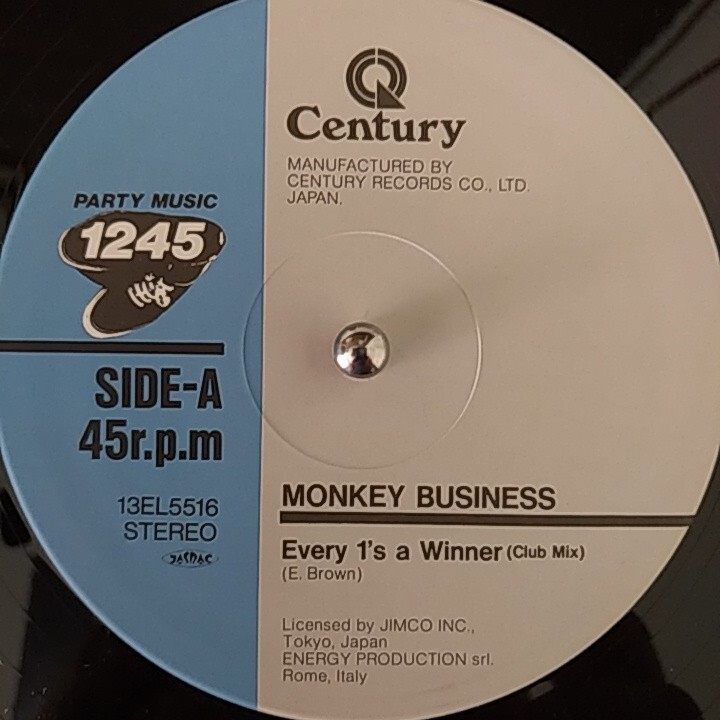 Century
MANUFACTURED BY
CENTURY RECORDS CO., LTD.
JAPAN.
PARTY MUSIC
1245
SIDE-A
45r.p.m
13EL5516
STEREO
JASRAC
MONKEY BUSINESS
Every 1's a Winner (Club Mix)
(E. Brown)
Licensed by JIMCO INC.,
Tokyo, Japan
ENERGY PRODUCTION srl.
Rome, Italy